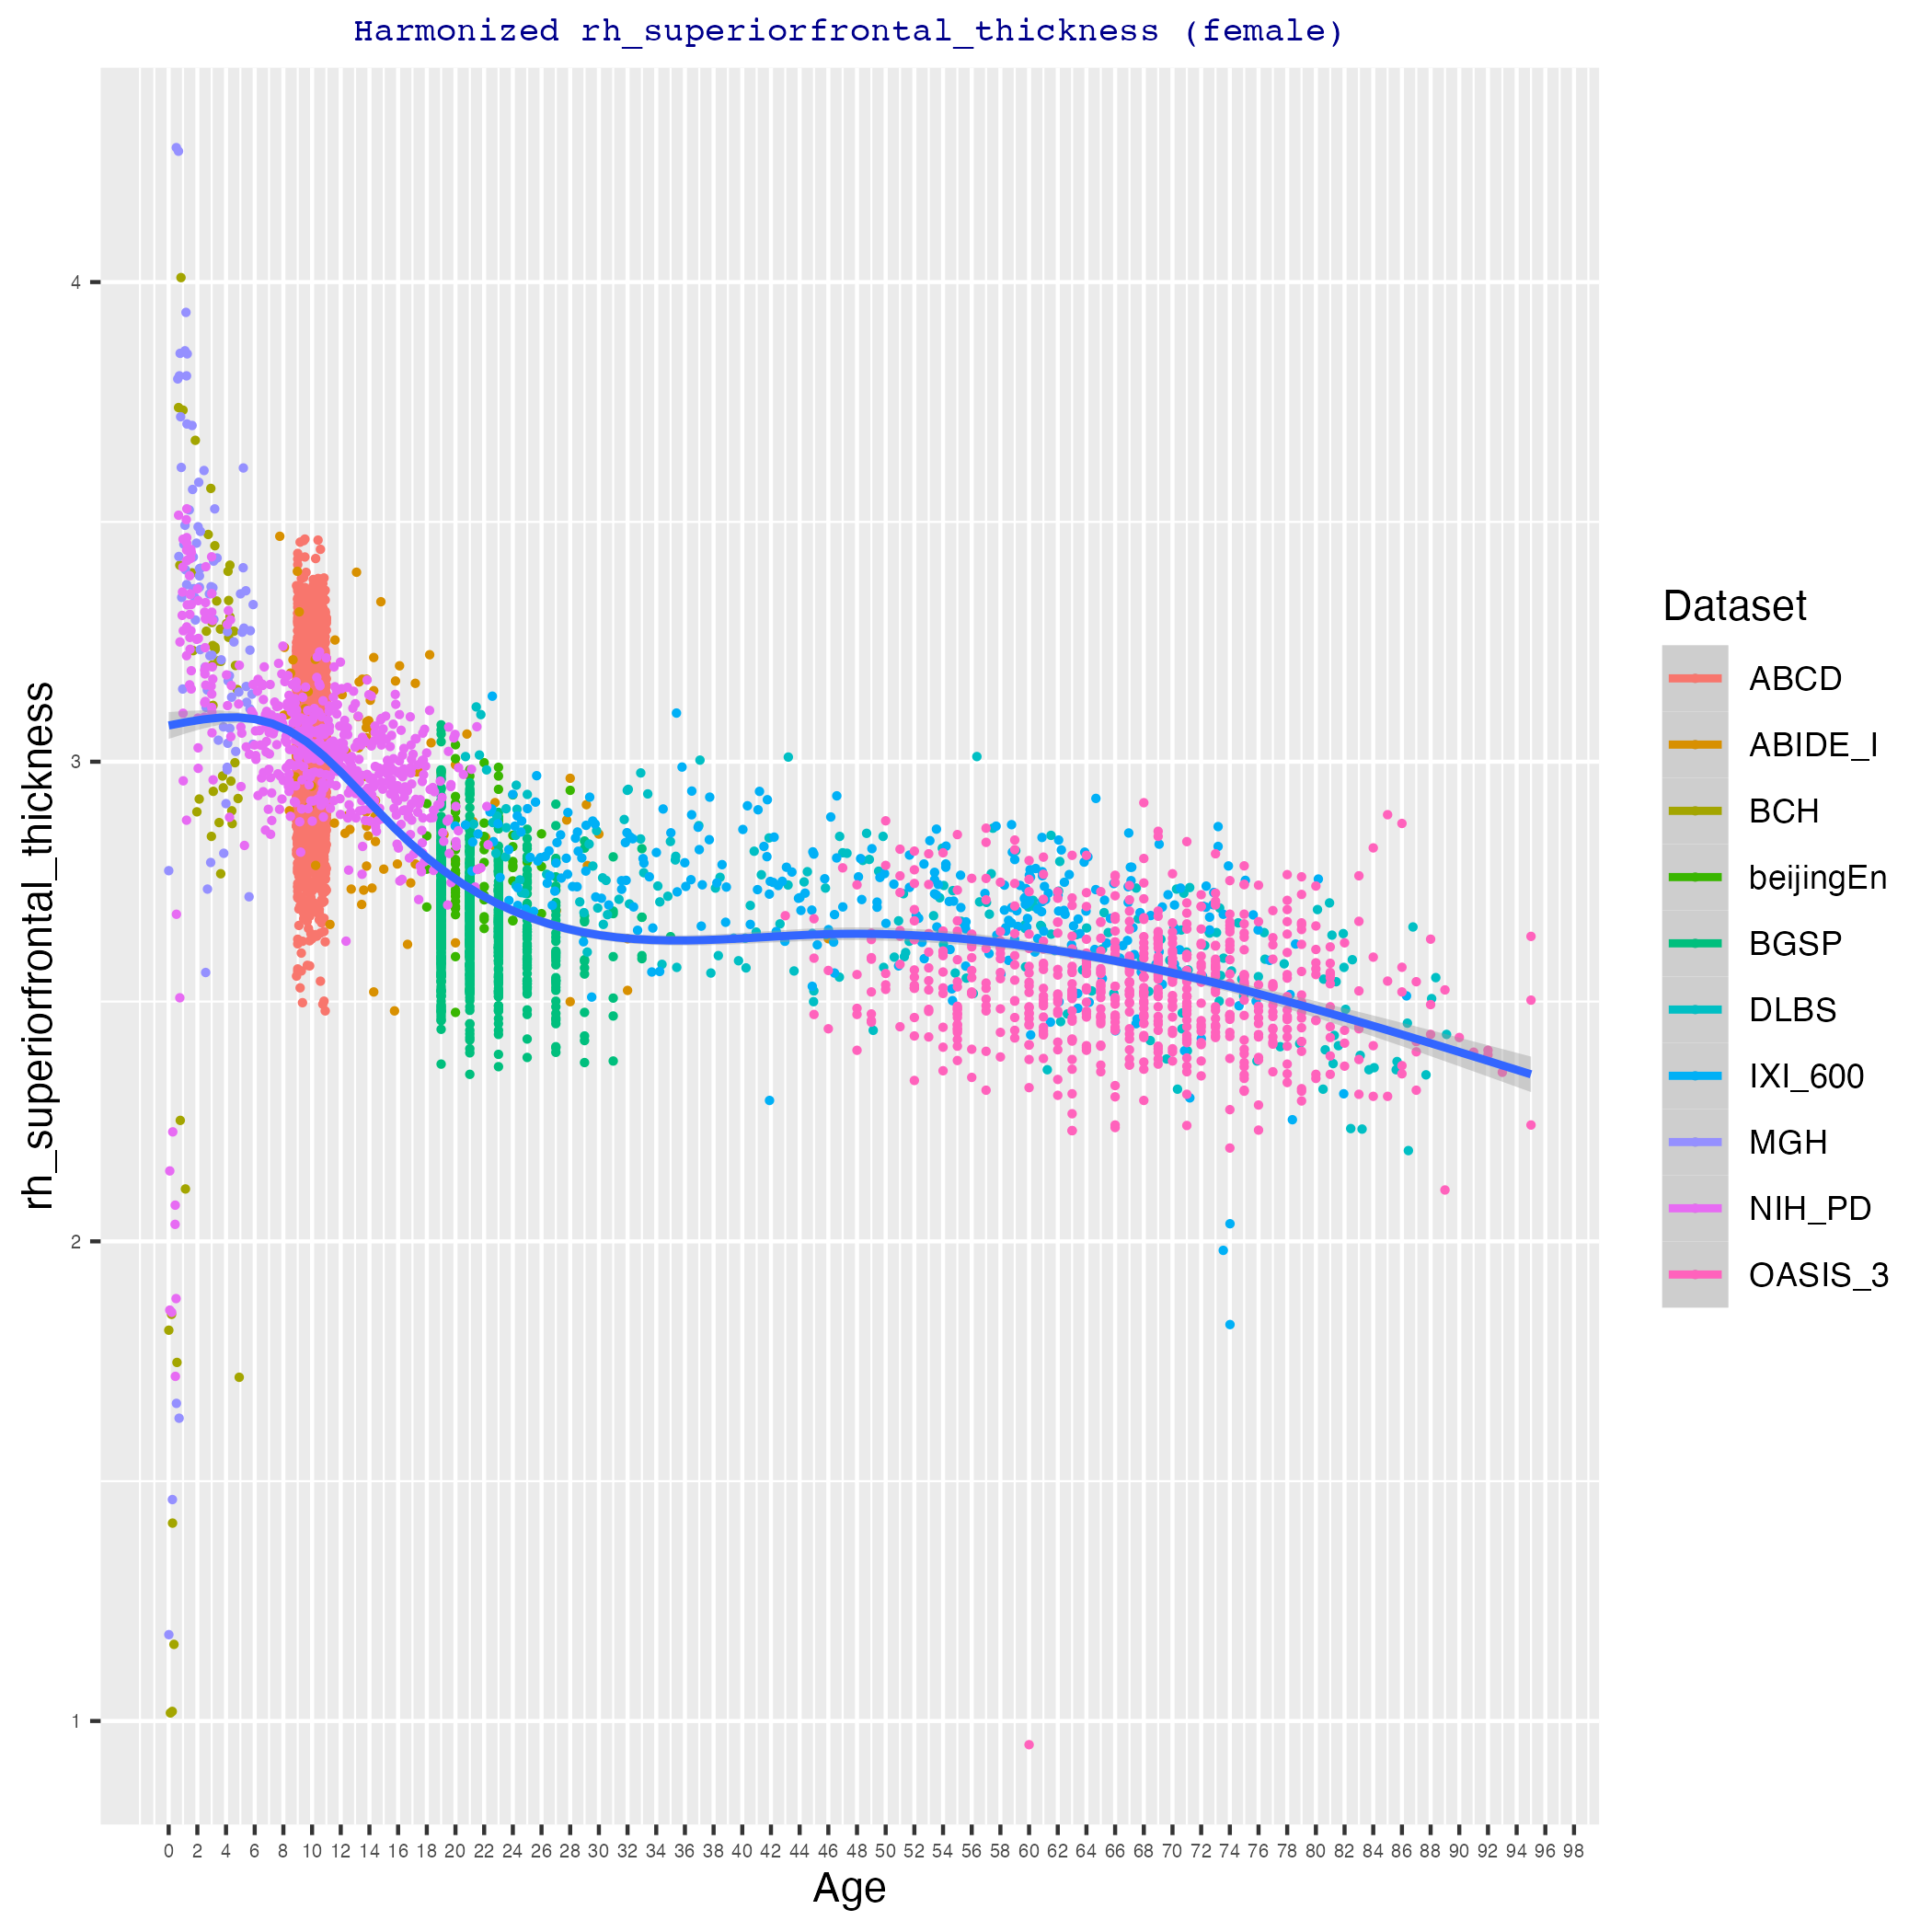 Harmonized rh_superiorfrontal_thickness (female)
rh_superiorfrontal_thickness
4
3
2
1
0 2 4 6 8 10 12 14 16 18 20 22 24 26 28 30 32 34 36 38 40 42 44 46 48 50 52 54 56 58 60 62 64 66 68 70 72 74 76 78 80 82 84 86 88 90 92 94 96 98
Age
Dataset
ABCD
ABIDE_I
BCH
beijingEn
BGSP
DLBS
IXI_600
MGH
NIH_PD
OASIS_3